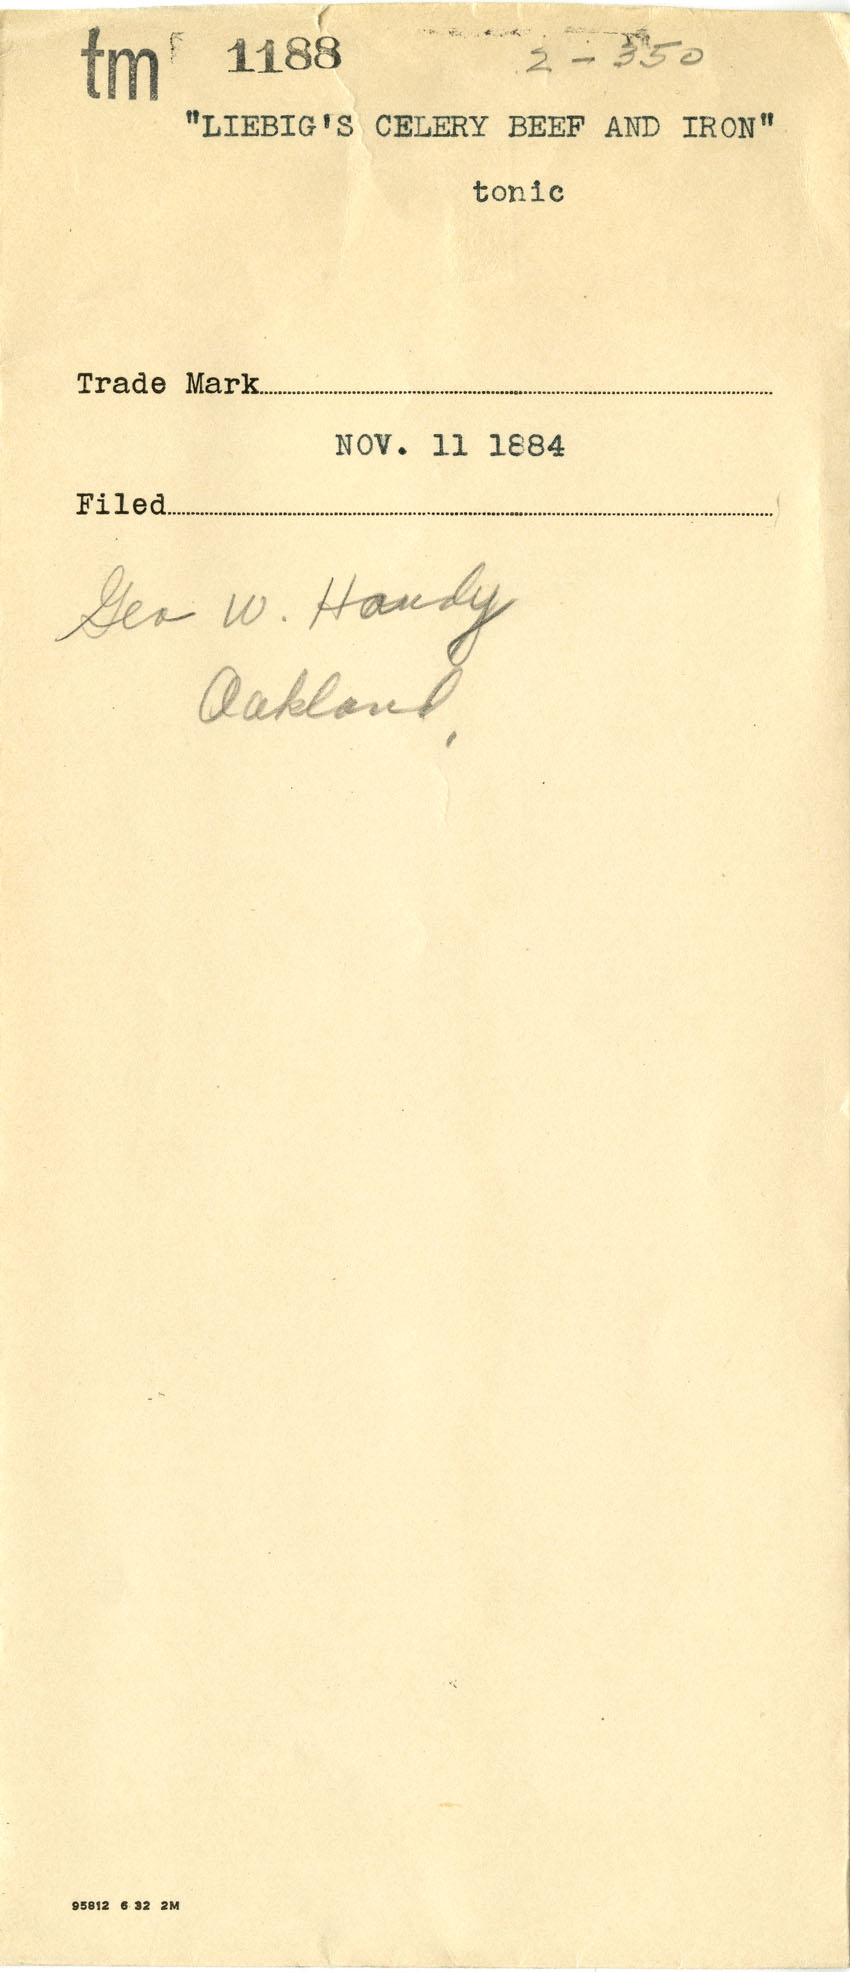 tm 1188 2-350
"LIEBIG'S CELERY BEEF AND IRON"
tonic
Trade Mark
NOV. 11 1884
Filed
Geo W. Handy
Oakland,
95812 6 32 2M